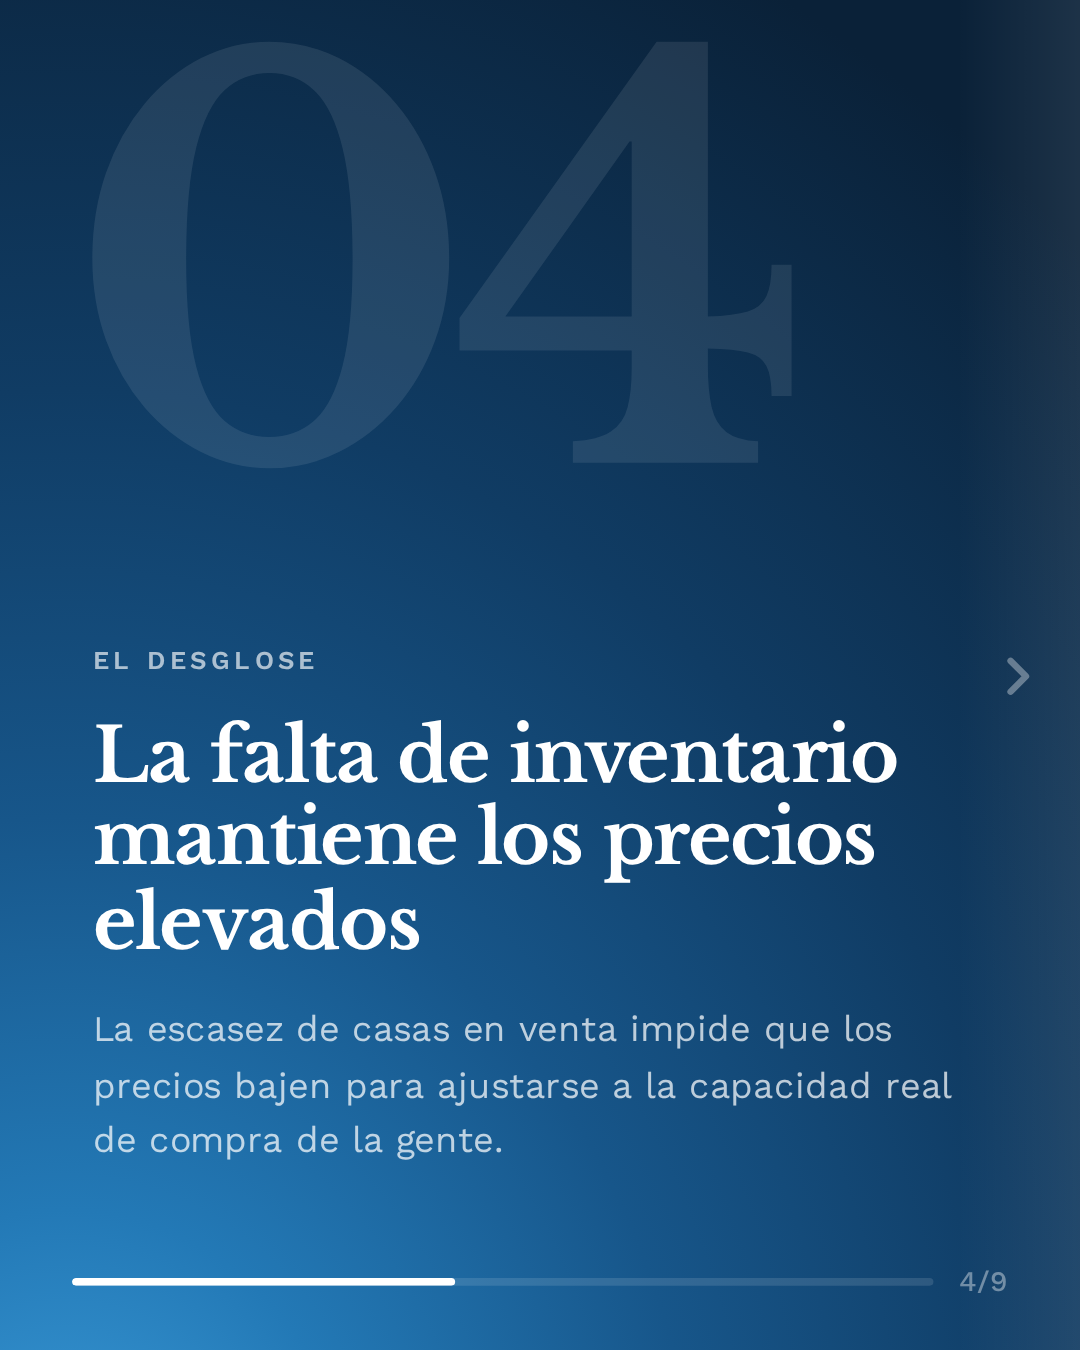 04
EL DESGLOSE
La falta de inventario
mantiene los precios
elevados
La escasez de casas en venta impide que los
precios bajen para ajustarse a la capacidad real
de compra de la gente.
4/9